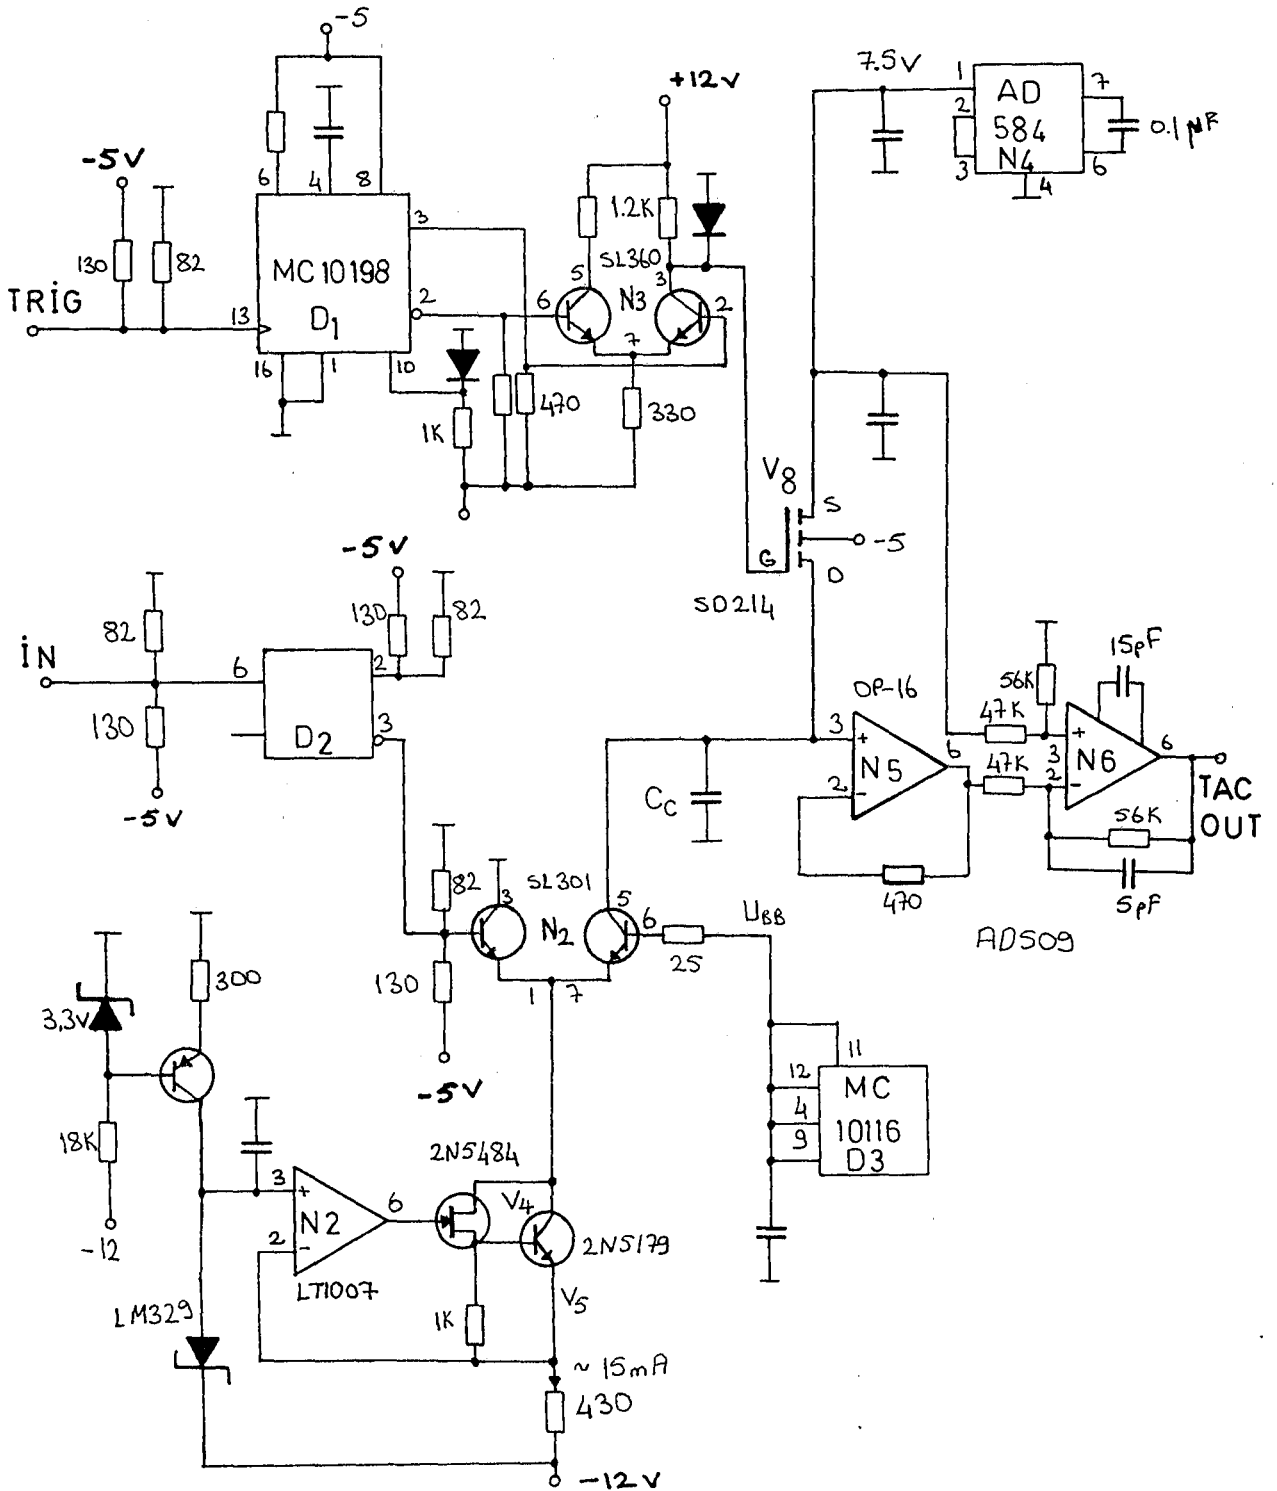 -5
7.5V
+12V
1
AD
584
N4
7
2
3
4
6
0.1µF
-5V
6
4
8
130
82
MC10198
D1
3
2
TRİG
13
16
1
10
1.2K
SL360
5
3
6
N3
2
7
1K
470
330
V8
S
G
-5
D
SD214
-5V
82
130
82
İN
6
2
130
3
D2
-5V
OP-16
56K
15pF
47K
3
+
N5
6
2
-
47K
+
3
2
-
N6
6
TAC
OUT
Cc
56K
470
5pF
AD509
82
3
SL301
N2
5
6
UBB
25
130
1
7
-5V
300
3,3V
11
12
MC
4
10116
9
D3
18K
-12
2N5484
3
+
N2
6
2
-
LT1007
V4
2N5179
V5
LM329
1K
~ 15mA
430
-12V